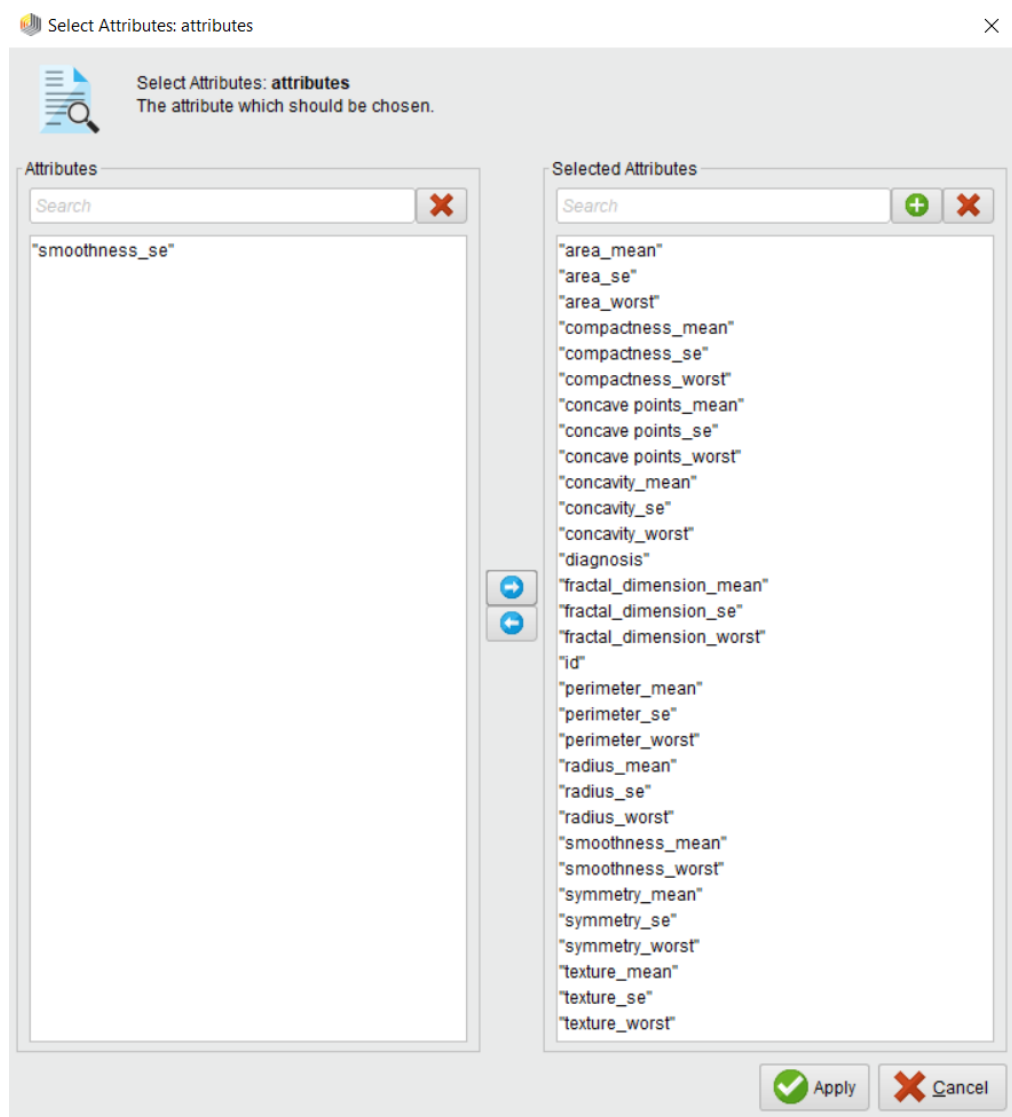 Select Attributes: attributes
Select Attributes: attributes
The attribute which should be chosen.
Attributes
Search
"smoothness_se"
Selected Attributes
Search
"area_mean"
"area_se"
"area_worst"
"compactness_mean"
"compactness_se"
"compactness_worst"
"concave points_mean"
"concave points_se"
"concave points_worst"
"concavity_mean"
"concavity_se"
"concavity_worst"
"diagnosis"
"fractal_dimension_mean"
"fractal_dimension_se"
"fractal_dimension_worst"
"id"
"perimeter_mean"
"perimeter_se"
"perimeter_worst"
"radius_mean"
"radius_se"
"radius_worst"
"smoothness_mean"
"smoothness_worst"
"symmetry_mean"
"symmetry_se"
"symmetry_worst"
"texture_mean"
"texture_se"
"texture_worst"
Apply
Cancel